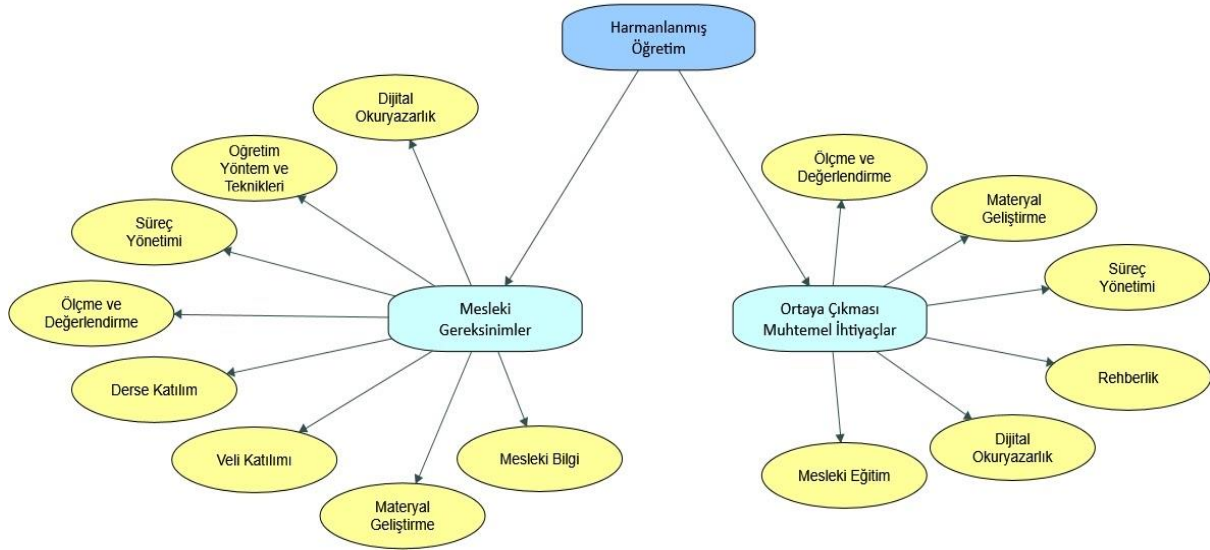 Harmanlanmış
Öğretim
Dijital
Okuryazarlık
Oğretim
Yöntem ve
Teknikleri
Süreç
Yönetimi
Ölçme ve
Değerlendirme
Derse Katılım
Veli Katılımı
Materyal
Geliştirme
Mesleki Bilgi
Mesleki
Gereksinimler
Ölçme ve
Değerlendirme
Materyal
Geliştirme
Süreç
Yönetimi
Rehberlik
Dijital
Okuryazarlık
Mesleki Eğitim
Ortaya Çıkması
Muhtemel İhtiyaçlar